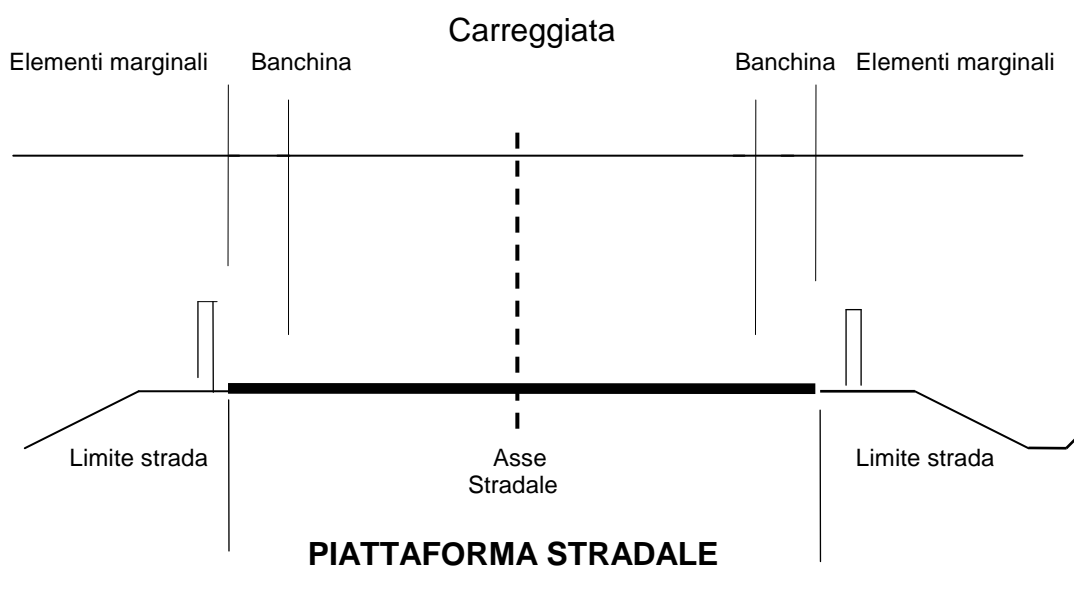 Carreggiata
Elementi marginali
Banchina
Banchina
Elementi marginali
Limite strada
Asse
Stradale
Limite strada
PIATTAFORMA STRADALE